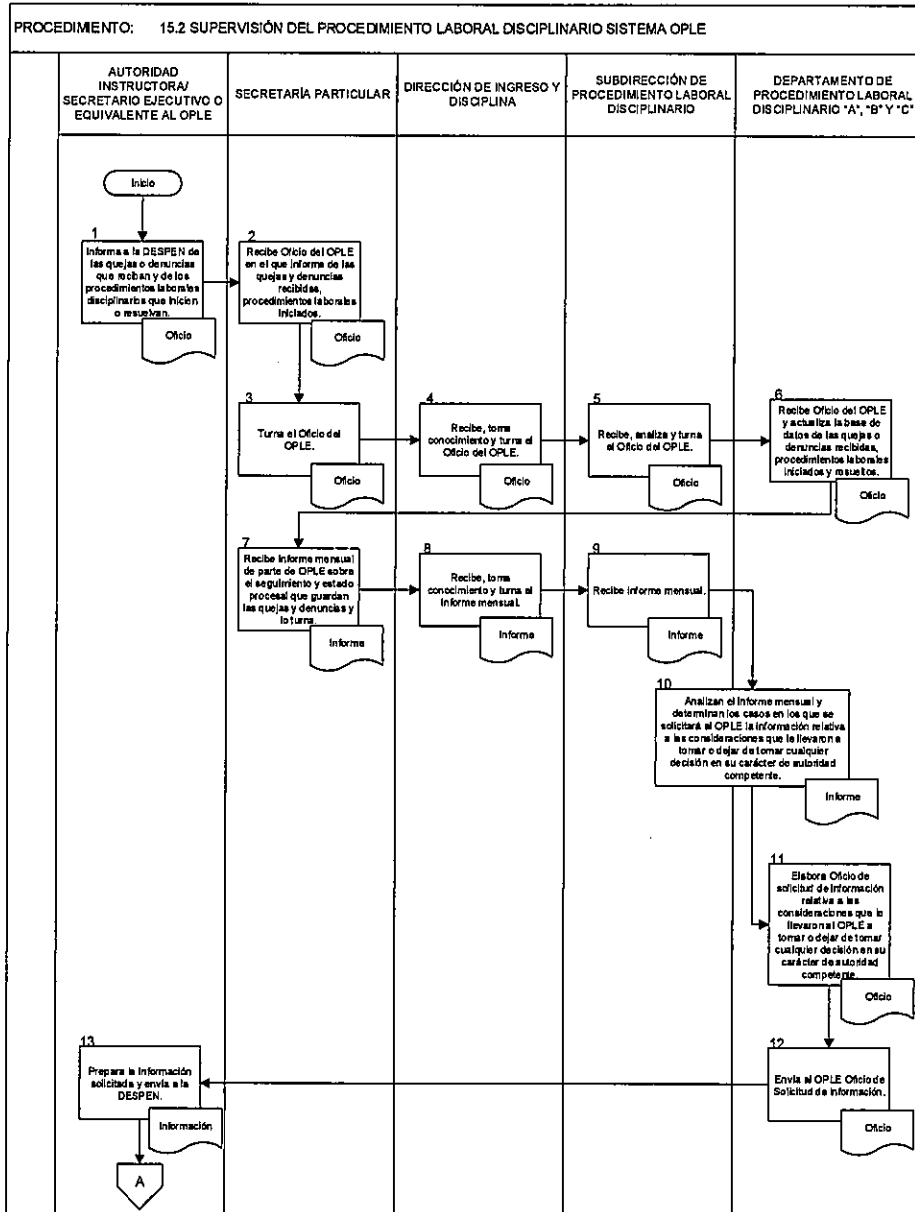 PROCEDIMIENTO: 15.2 SUPERVISIÓN DEL PROCEDIMIENTO LABORAL DISCIPLINARIO SISTEMA OPLE
AUTORIDAD
INSTRUCTORA/
SECRETARIO EJECUTIVO O
EQUIVALENTE AL OPLE
SECRETARÍA PARTICULAR
DIRECCIÓN DE INGRESO Y
DISCIPLINA
SUBDIRECCIÓN DE
PROCEDIMIENTO LABORAL
DISCIPLINARIO
DEPARTAMENTO DE
PROCEDIMIENTO LABORAL
DISCIPLINARIO "A", "B" Y "C"
Inicio
1
Informa a la DESPEN de
las quejas o denuncias
que reciban y de los
procedimientos laborales
disciplinarios que inicien
o resuelvan.
Oficio
2
Recibe Oficio del OPLE
en el que informa de las
quejas y denuncias
recibidas,
procedimientos laborales
iniciados.
Oficio
3
Turna el Oficio del
OPLE.
Oficio
4
Recibe, toma
conocimiento y turna el
Oficio del OPLE.
Oficio
5
Recibe, analiza y turna
el Oficio del OPLE.
Oficio
6
Recibe Oficio del OPLE
y actualiza la base de
datos de las quejas o
denuncias recibidas,
procedimientos laborales
iniciados y resueltos.
Oficio
7
Recibe Informe mensual
de parte de OPLE sobre
el seguimiento y estado
procesal que guardan
las quejas y denuncias y
lo turna.
Informe
8
Recibe, toma
conocimiento y turna el
Informe mensual.
Informe
9
Recibe Informe mensual.
Informe
10
Analizan el Informe mensual y
determinan los casos en los que se
solicitará al OPLE la información relativa
a las consideraciones que le llevaron a
tomar o dejar de tomar cualquier
decisión en su carácter de autoridad
competente.
Informe
11
Elabora Oficio de
solicitud de información
relativa a las
consideraciones que le
llevaron al OPLE a
tomar o dejar de tomar
cualquier decisión en su
carácter de autoridad
competente.
Oficio
12
Envía al OPLE Oficio de
Solicitud de Información.
Oficio
13
Prepara la Información
solicitada y envía a la
DESPEN.
Información
A